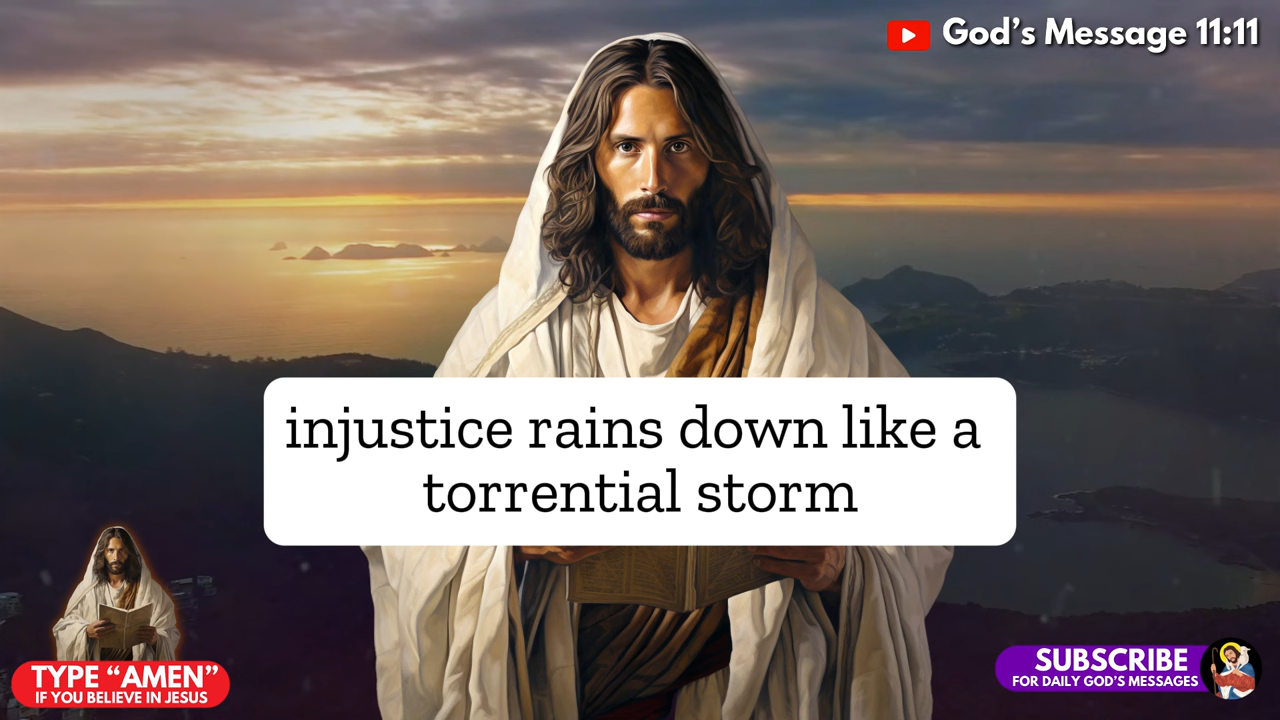 God's Message 11:11
injustice rains down like a
torrential storm
TYPE “AMEN”
IF YOU BELIEVE IN JESUS
SUBSCRIBE
FOR DAILY GOD'S MESSAGES